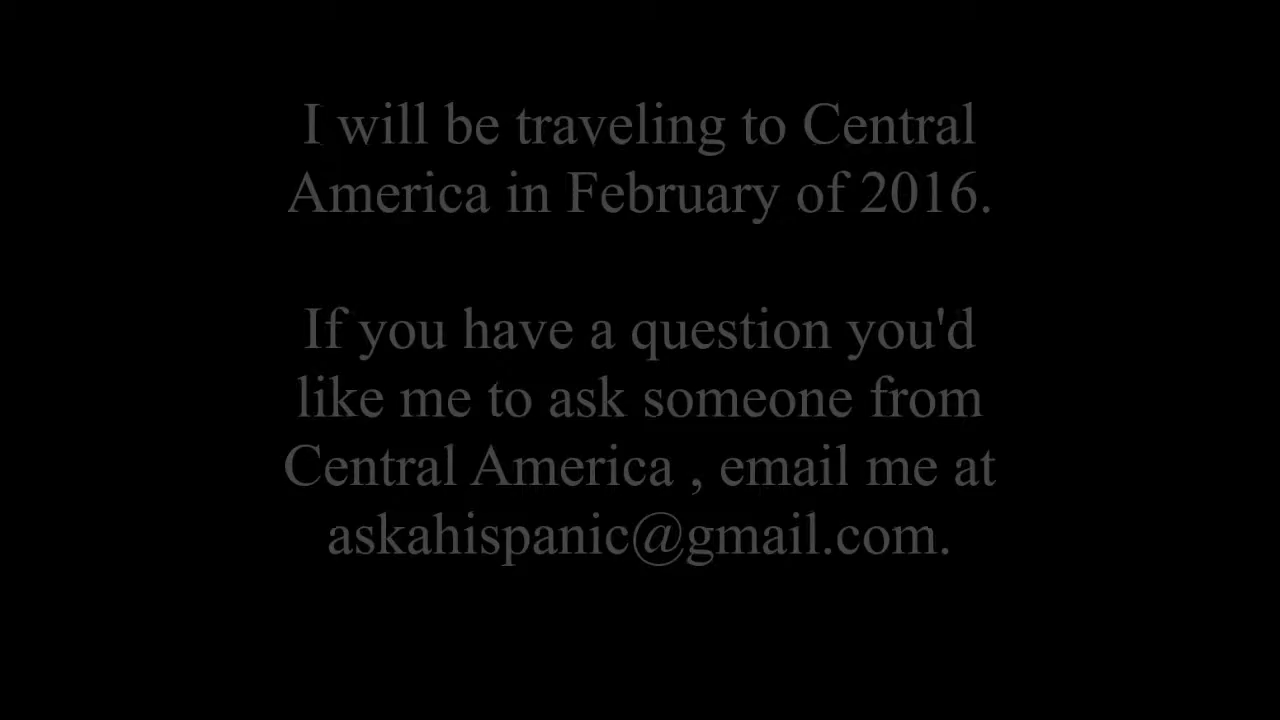 I will be traveling to Central
America in February of 2016.
If you have a question you'd
like me to ask someone from
Central America , email me at
askahispanic@gmail.com.